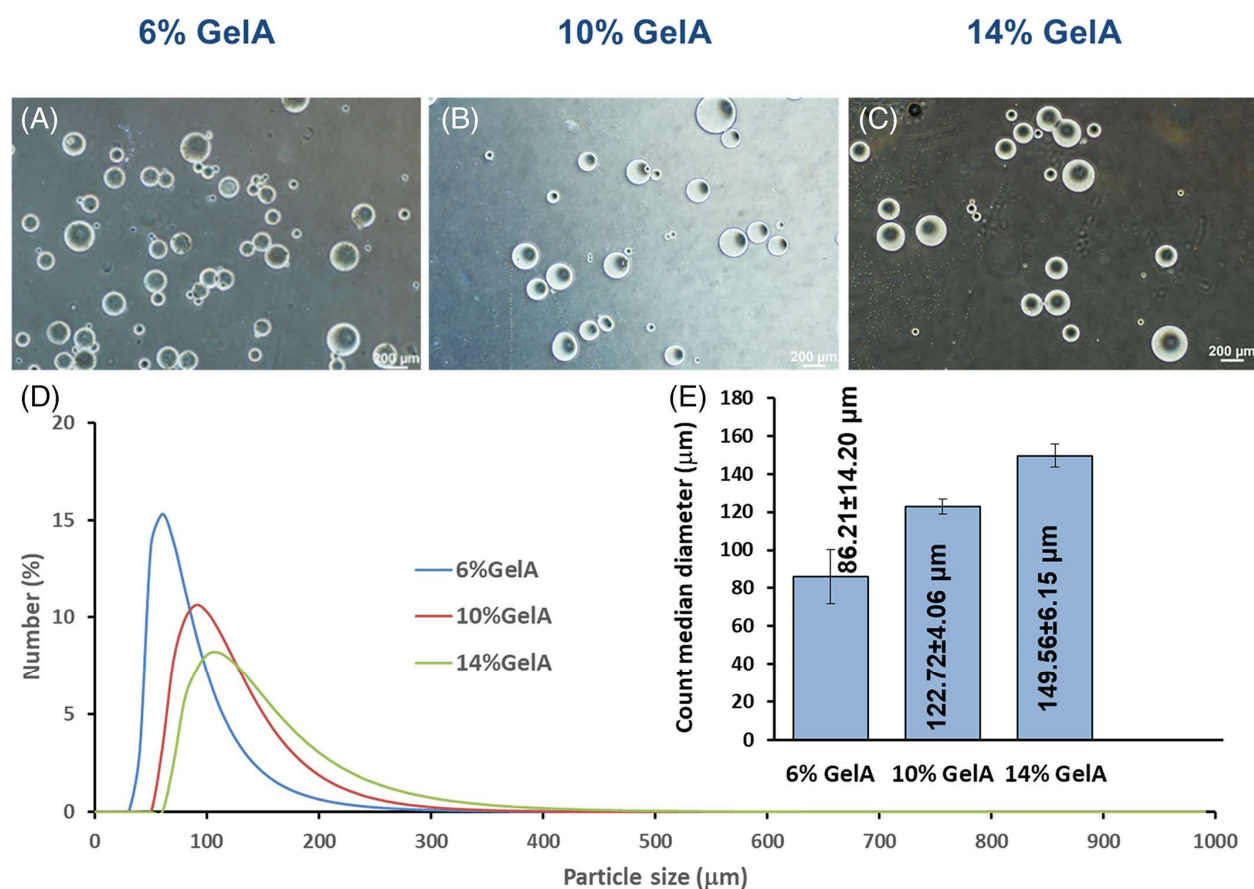 6% GelA
10% GelA
14% GelA
(A)
200 μm
(B)
200 μm
(C)
200 μm
(D)
20
15
10
5
0
Number (%)
6%GelA
10%GelA
14%GelA
0 100 200 300 400 500 600 700 800 900 1000
Particle size (μm)
(E)
180
160
140
120
100
80
60
40
20
0
Count median diameter (μm)
86.21±14.20 μm
122.72±4.06 μm
149.56±6.15 μm
6% GelA 10% GelA 14% GelA